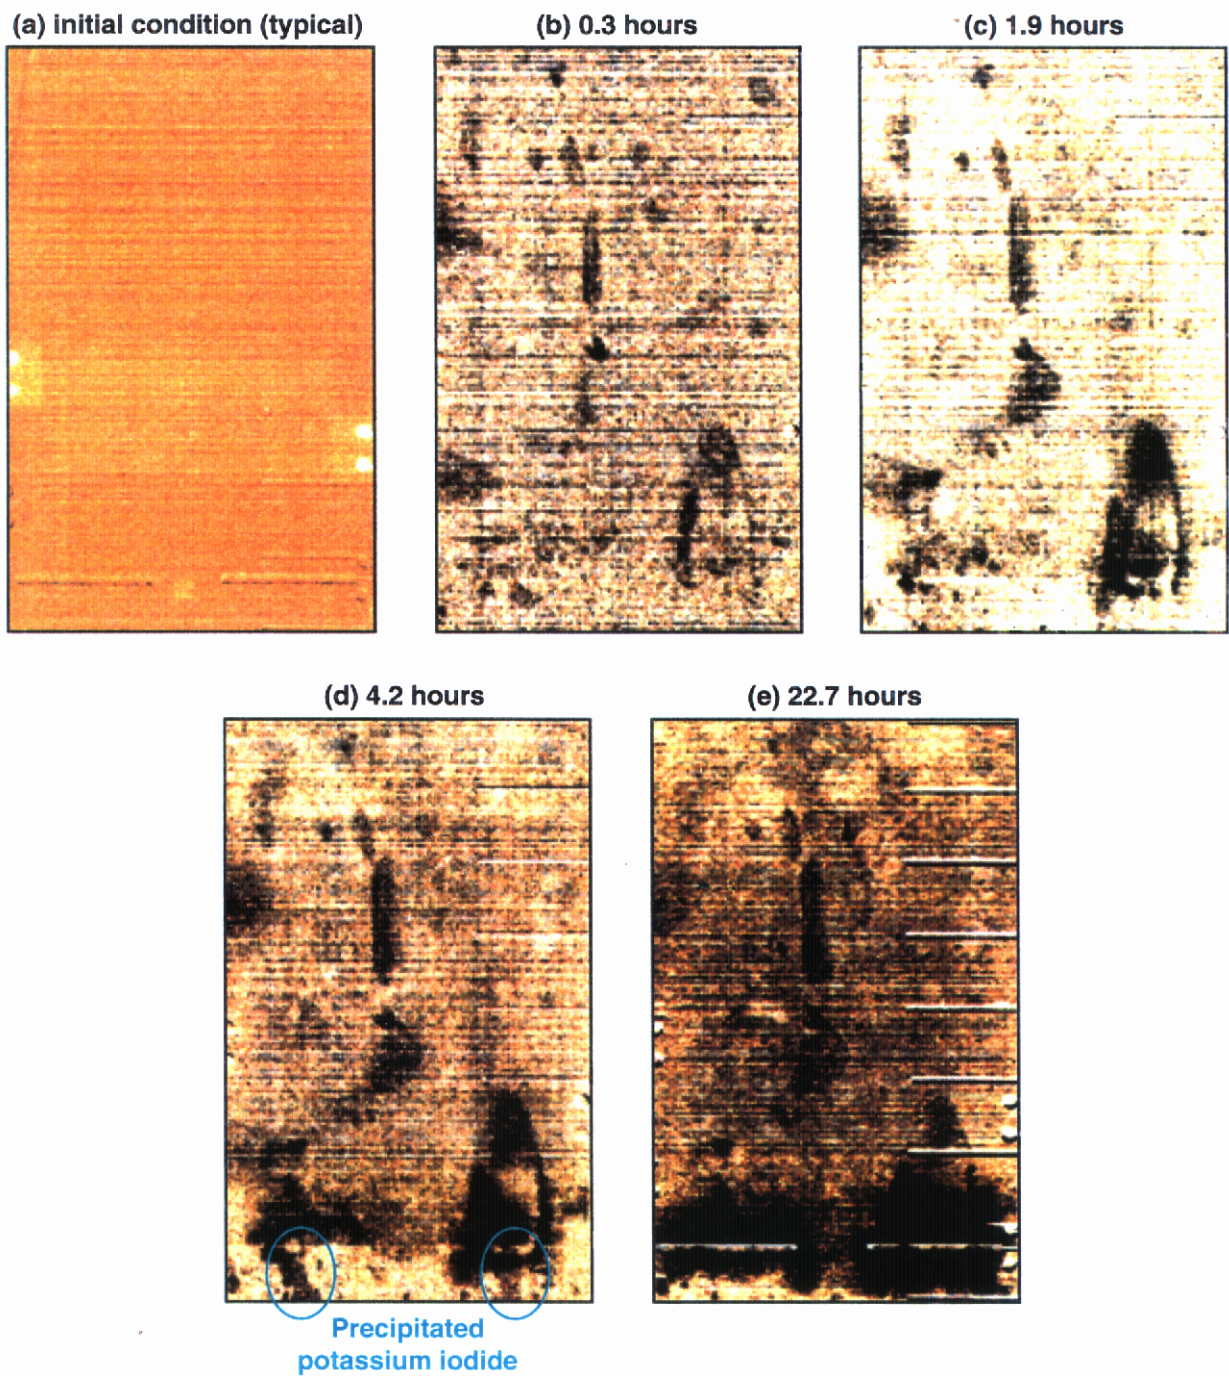 (a) initial condition (typical)
(b) 0.3 hours
(c) 1.9 hours
(d) 4.2 hours
(e) 22.7 hours
Precipitated
potassium iodide